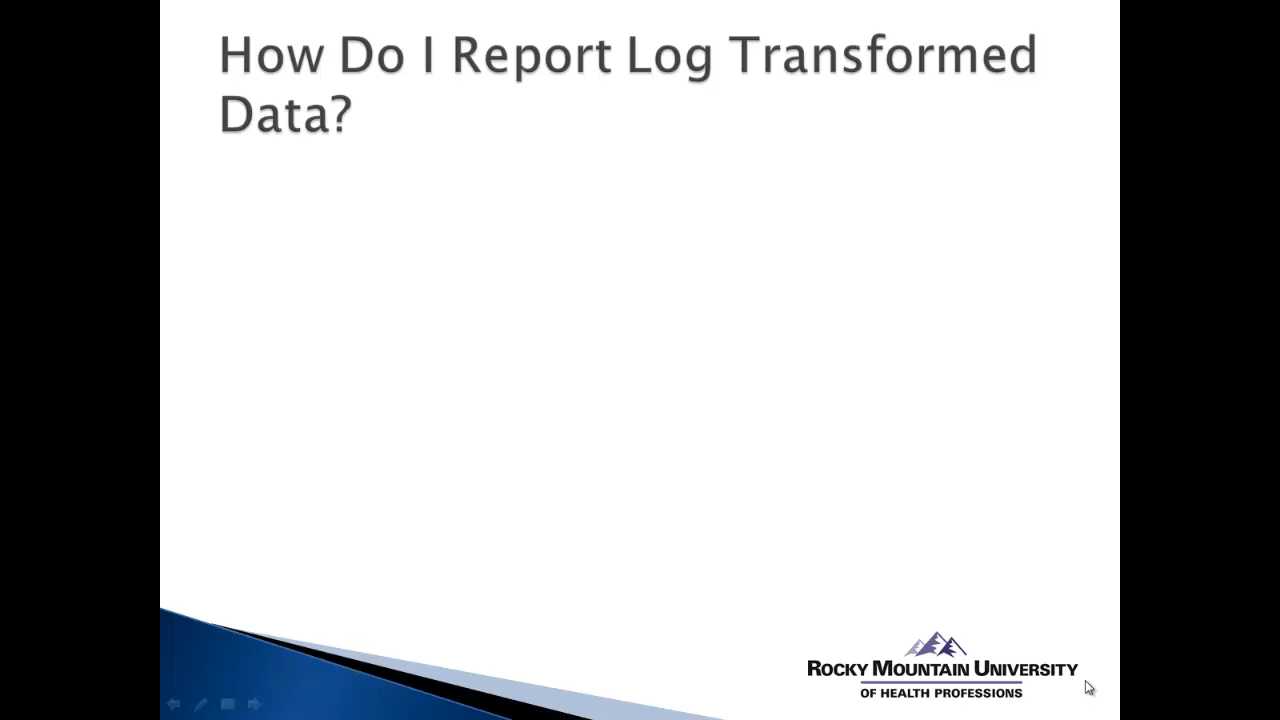 How Do I Report Log Transformed
Data?
ROCKY MOUNTAIN UNIVERSITY
OF HEALTH PROFESSIONS